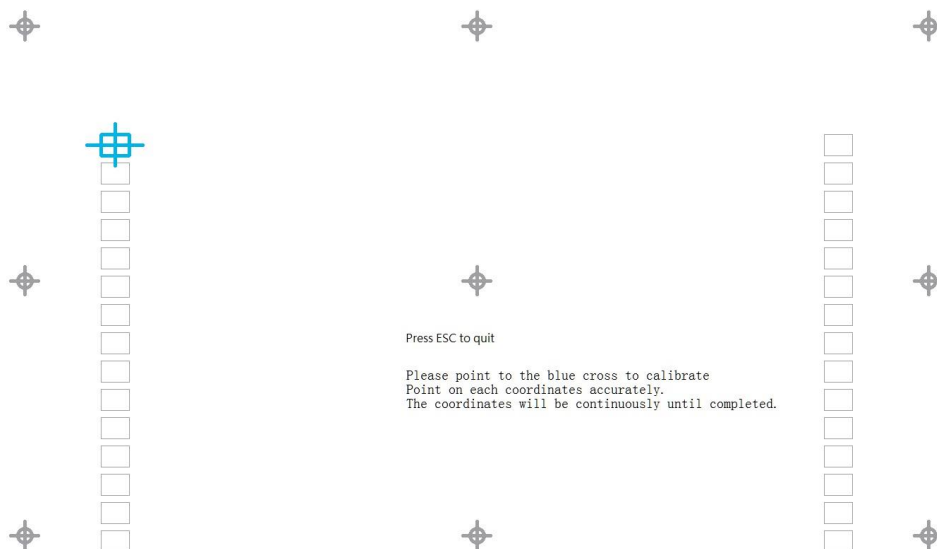 Press ESC to quit
Please point to the blue cross to calibrate
Point on each coordinates accurately.
The coordinates will be continuously until completed.